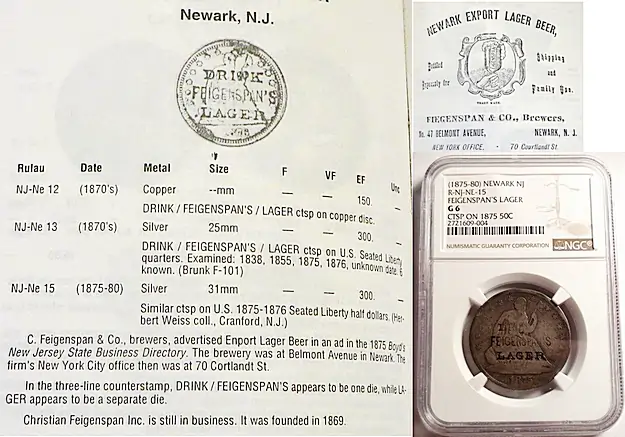 Newark, N.J.
DRINK
FEIGENSPAN'S
LAGER
Rulau Date Metal Size F VF EF Unc
NJ-Ne 12 (1870's) Copper --mm — — 150. —
DRINK / FEIGENSPAN'S / LAGER ctsp on copper disc.
NJ-Ne 13 (1870's) Silver 25mm — — 300. —
DRINK / FEIGENSPAN'S / LAGER ctsp on U.S. Seated Liberty
quarters. Examined: 1838, 1855, 1875, 1876, unknown date. 6
known. (Brunk F-101)
NJ-Ne 15 (1875-80) Silver 31mm — — 300. —
Similar ctsp on U.S. 1875-1876 Seated Liberty half dollars. (Her-
bert Weiss coll., Cranford, N.J.)
C. Feigenspan & Co., brewers, advertised Enport Lager Beer in an ad in the 1875 Boyd's
New Jersey State Business Directory. The brewery was at Belmont Avenue in Newark. The
firm's New York City office then was at 70 Cortlandt St.
In the three-line counterstamp, DRINK / FEIGENSPAN'S appears to be one die, while LA-
GER appears to be a separate die.
Christian Feigenspan Inc. is still in business. It was founded in 1869.
NEWARK EXPORT LAGER BEER,
Bottled Shipping
and and
Expressly for Family Use.
TRADE MARK.
FIEGENSPAN & CO., Brewers,
No. 47 BELMONT AVENUE, NEWARK, N. J.
NEW YORK OFFICE, - 70 Courtlandt St.
(1875-80) NEWARK NJ
R-NJ-NE-15
FEIGENSPAN'S LAGER
G 6
CTSP ON 1875 50C
2721609-004
NUMISMATIC GUARANTY CORPORATION NGC
FEIGENSPAN'S
LAGER